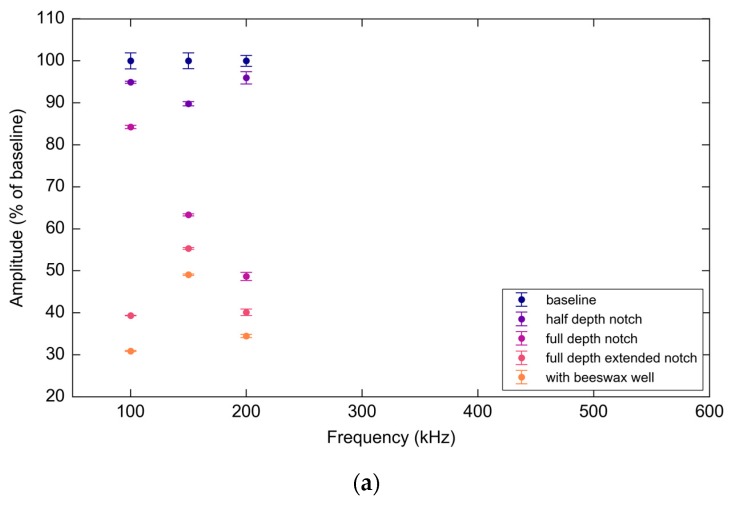 110
100
90
80
70
60
50
40
30
20
Amplitude (% of baseline)
baseline
half depth notch
full depth notch
full depth extended notch
with beeswax well
100 200 300 400 500 600
Frequency (kHz)
(a)